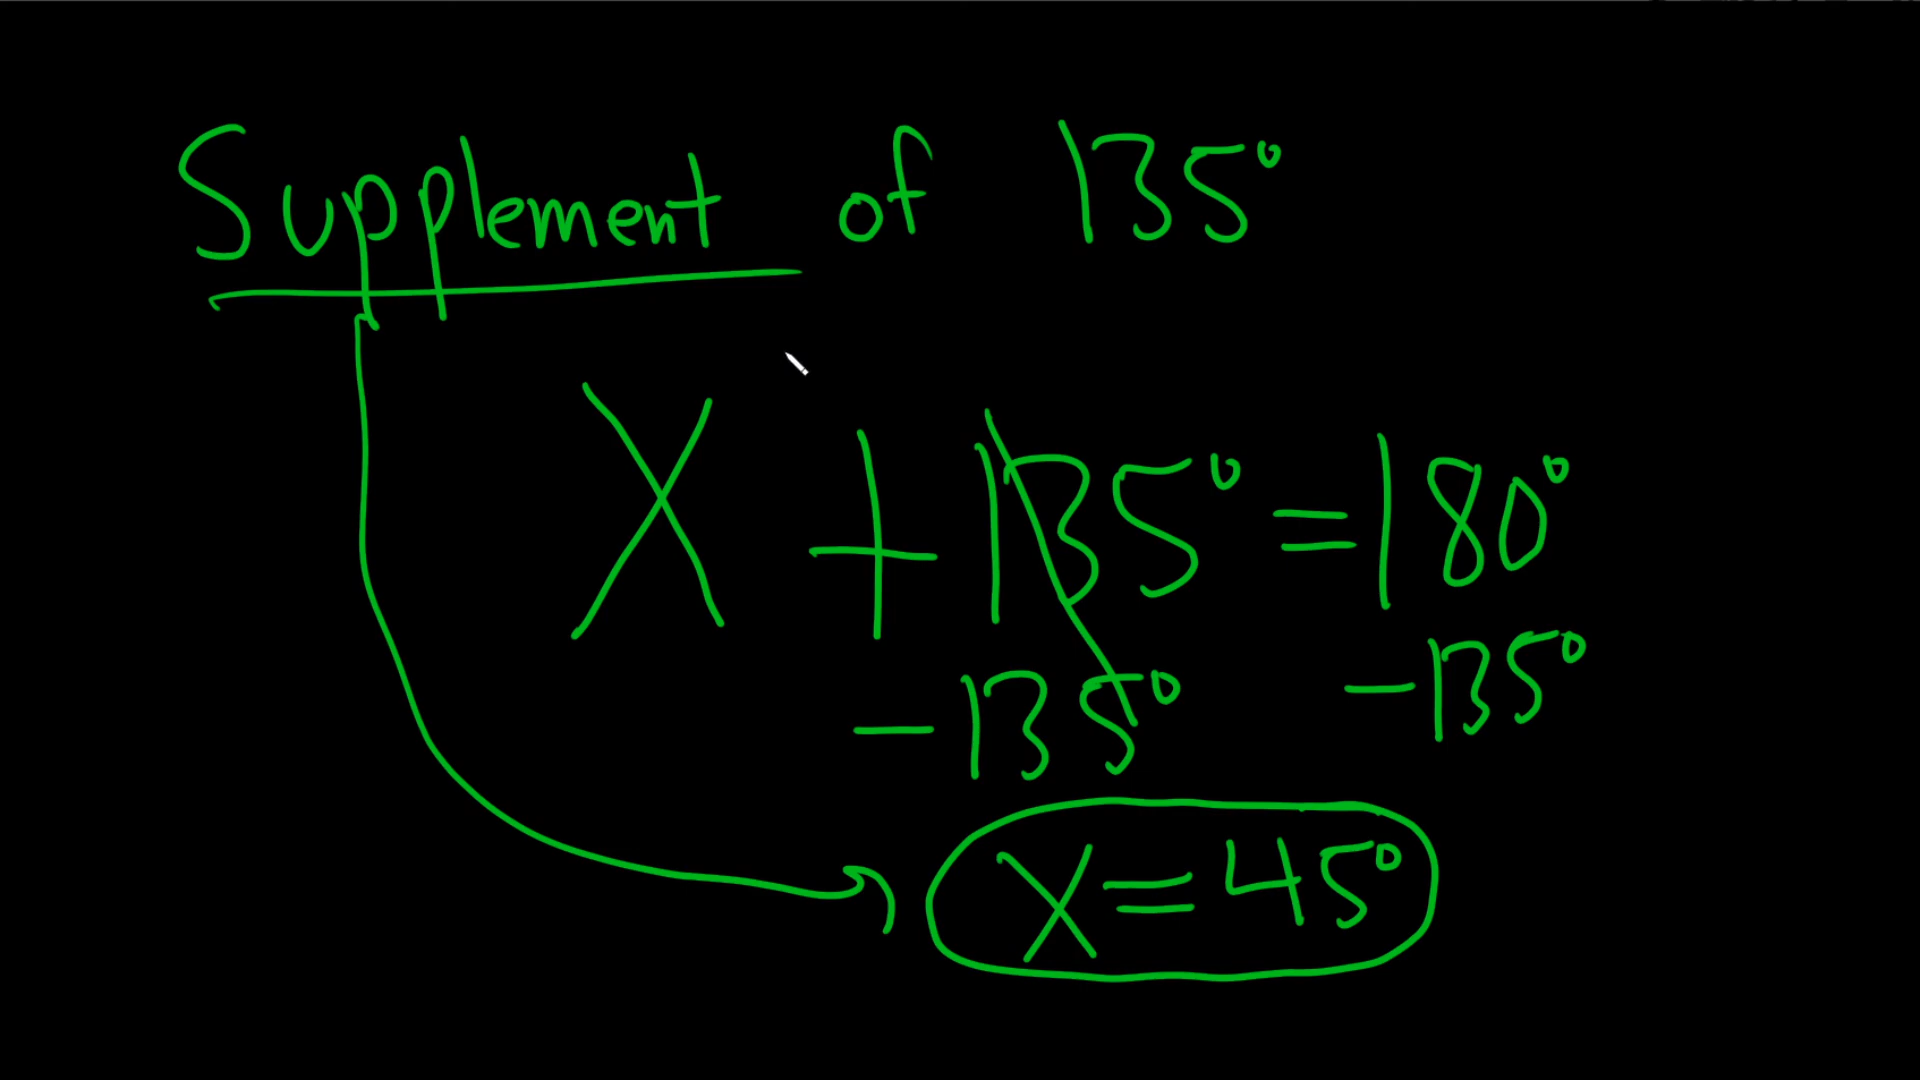 Supplement of 135°
X + 135° = 180°
-135° -135°
X = 45°